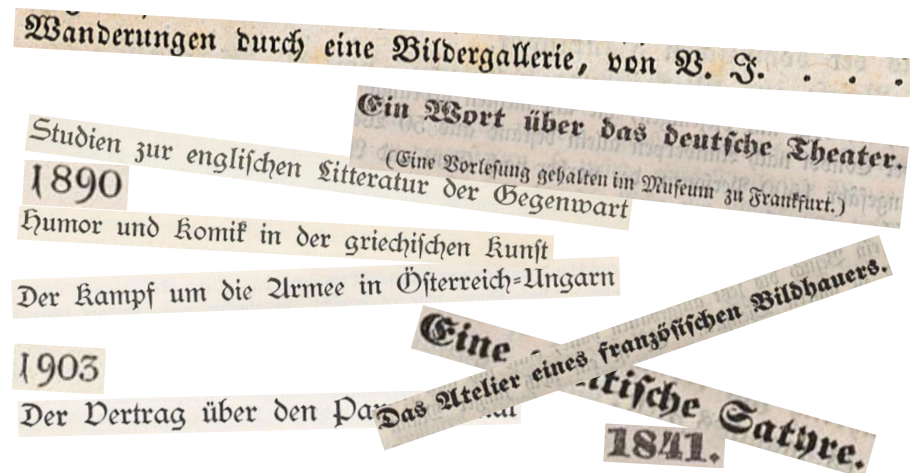 Wanderungen durch eine Bildergallerie, von V. J. . . .
Ein Wort über das deutsche Theater.
(Eine Vorlesung gehalten im Museum zu Frankfurt.)
Studien zur englischen Litteratur der Gegenwart
1890
Humor und Komik in der griechischen Kunst
Der Kampf um die Armee in Österreich-Ungarn
Das Atelier eines französischen Bildhauers.
Eine Satyre.
1903
Der Vertrag über den
1841.